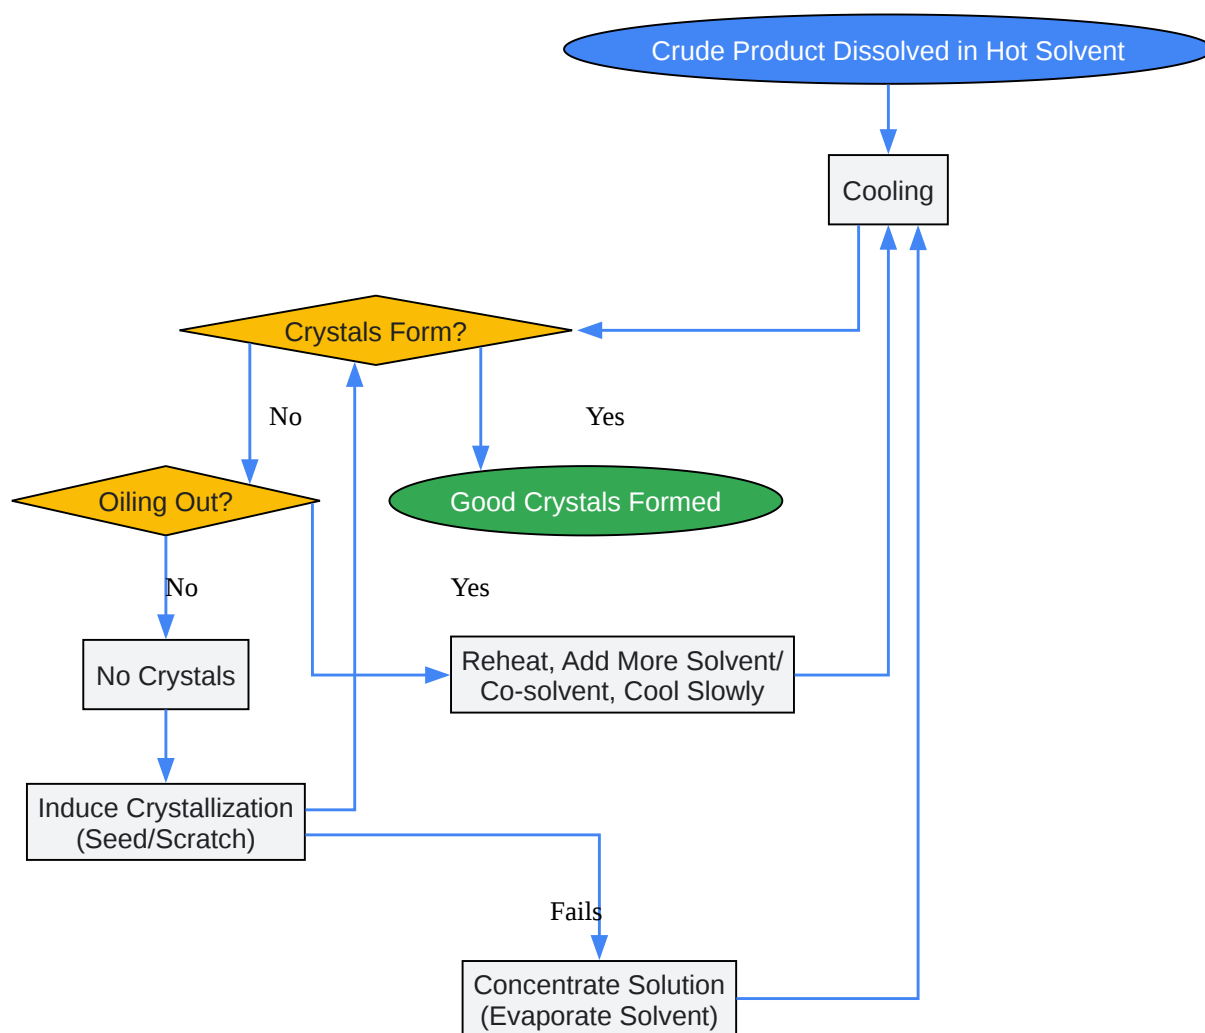 Crude Product Dissolved in Hot Solvent
Cooling
Crystals Form?
No
Yes
Oiling Out?
Good Crystals Formed
No
Yes
No Crystals
Reheat, Add More Solvent/
Co-solvent, Cool Slowly
Induce Crystallization
(Seed/Scratch)
Fails
Concentrate Solution
(Evaporate Solvent)